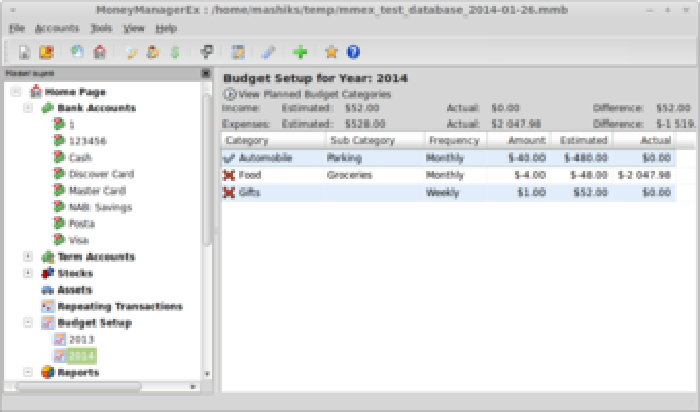 MoneyManagerEx : /home/mashiks/temp/mmex_test_database_2014-01-26.mmb
File Accounts Tools View Help
Навигация
Home Page
Bank Accounts
1
123456
Cash
Discover Card
Master Card
NAB: Savings
Posta
Visa
Term Accounts
Stocks
Assets
Repeating Transactions
Budget Setup
2013
2014
Reports
Budget Setup for Year: 2014
View Planned Budget Categories
Income: Estimated: $52.00 Actual: $0.00 Difference: $52.00
Expenses: Estimated: $528.00 Actual: $2 047.98 Difference: $-1 519.
Category Sub Category Frequency Amount Estimated Actual
Automobile Parking Monthly $-40.00 $-480.00 $0.00
Food Groceries Monthly $-4.00 $-48.00 $-2 047.98
Gifts Weekly $1.00 $52.00 $0.00